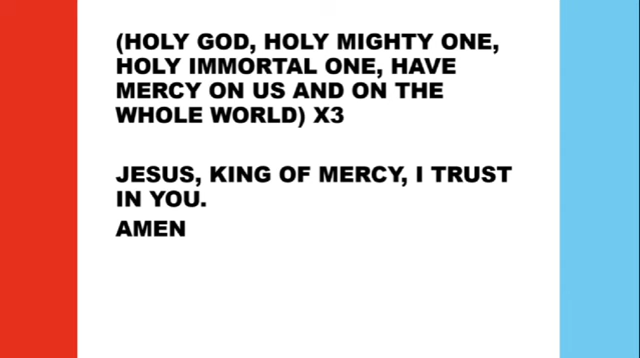 (HOLY GOD, HOLY MIGHTY ONE,
HOLY IMMORTAL ONE, HAVE
MERCY ON US AND ON THE
WHOLE WORLD) X3
JESUS, KING OF MERCY, I TRUST
IN YOU.
AMEN